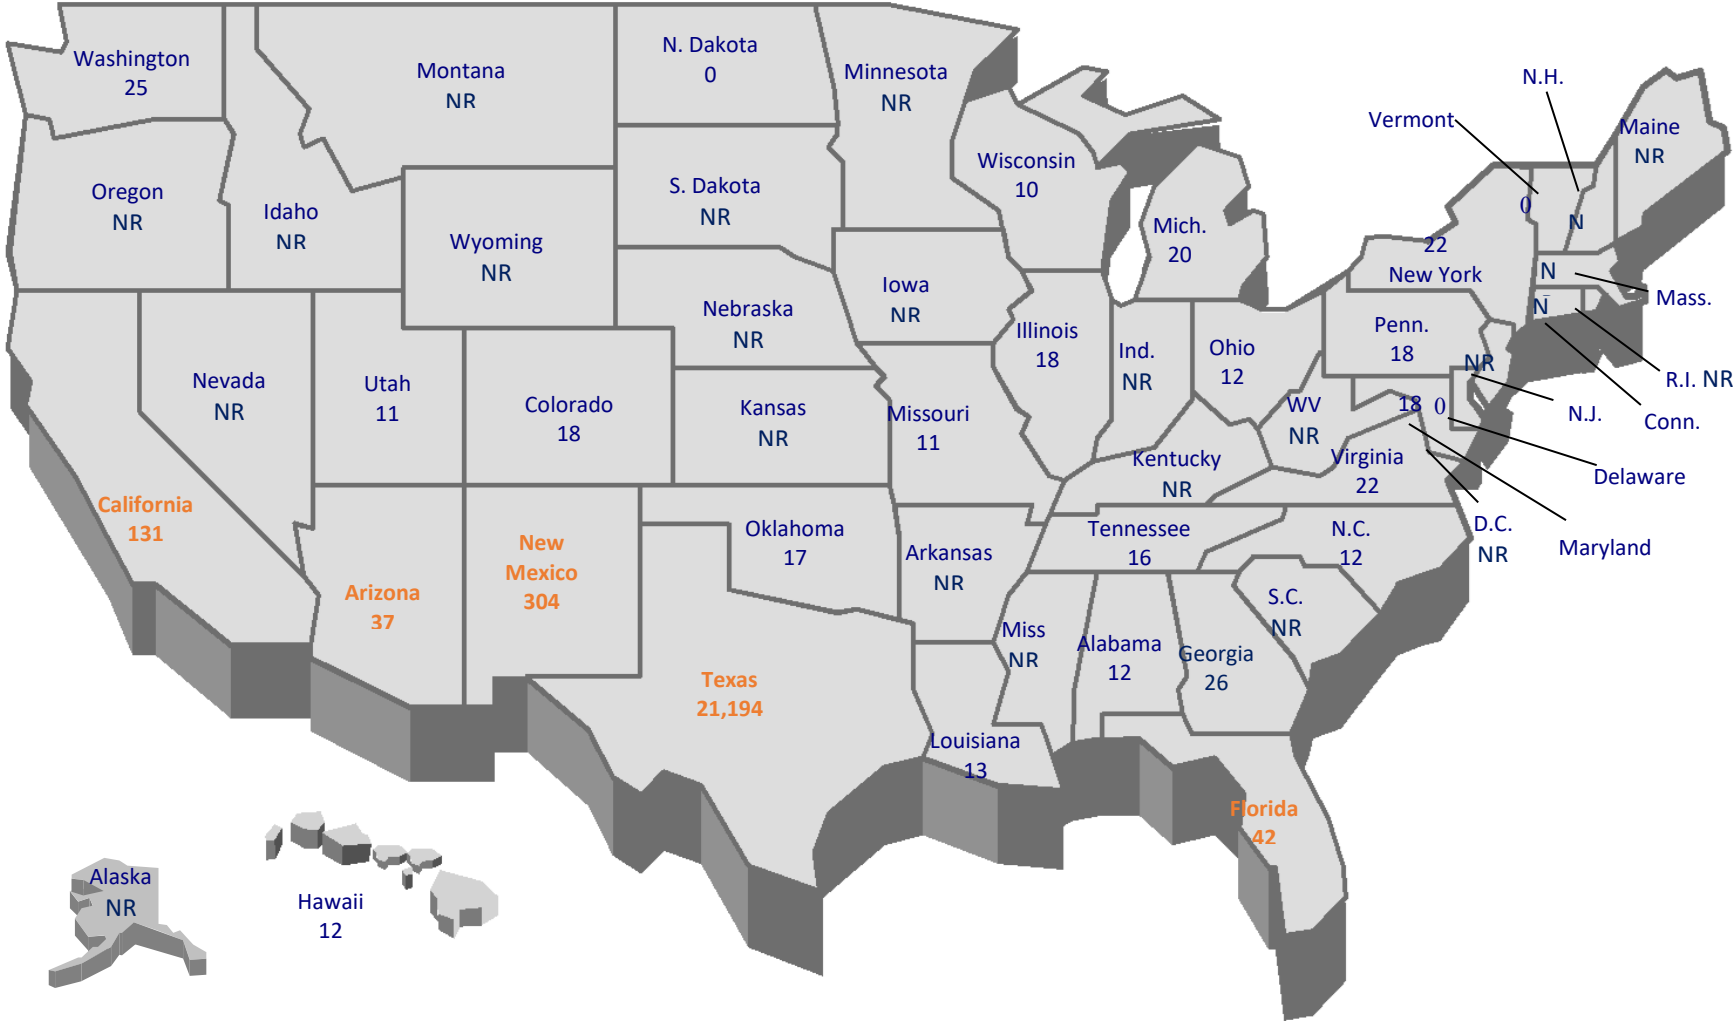 Washington
25
Montana
NR
N. Dakota
0
Minnesota
NR
N.H.
Vermont
Maine
NR
Oregon
NR
Idaho
NR
Wyoming
NR
S. Dakota
NR
Wisconsin
10
Mich.
20
0
N
22
New York
N
Mass.
N
Nebraska
NR
Iowa
NR
Illinois
18
Ind.
NR
Ohio
12
Penn.
18
NR
R.I. NR
N.J.
Conn.
Nevada
NR
Utah
11
Colorado
18
Kansas
NR
Missouri
11
WV
NR
18
0
Kentucky
NR
Virginia
22
Delaware
D.C.
NR
Maryland
California
131
Arizona
37
New
Mexico
304
Oklahoma
17
Arkansas
NR
Tennessee
16
N.C.
12
S.C.
NR
Texas
21,194
Miss
NR
Alabama
12
Georgia
26
Louisiana
13
Florida
42
Alaska
NR
Hawaii
12